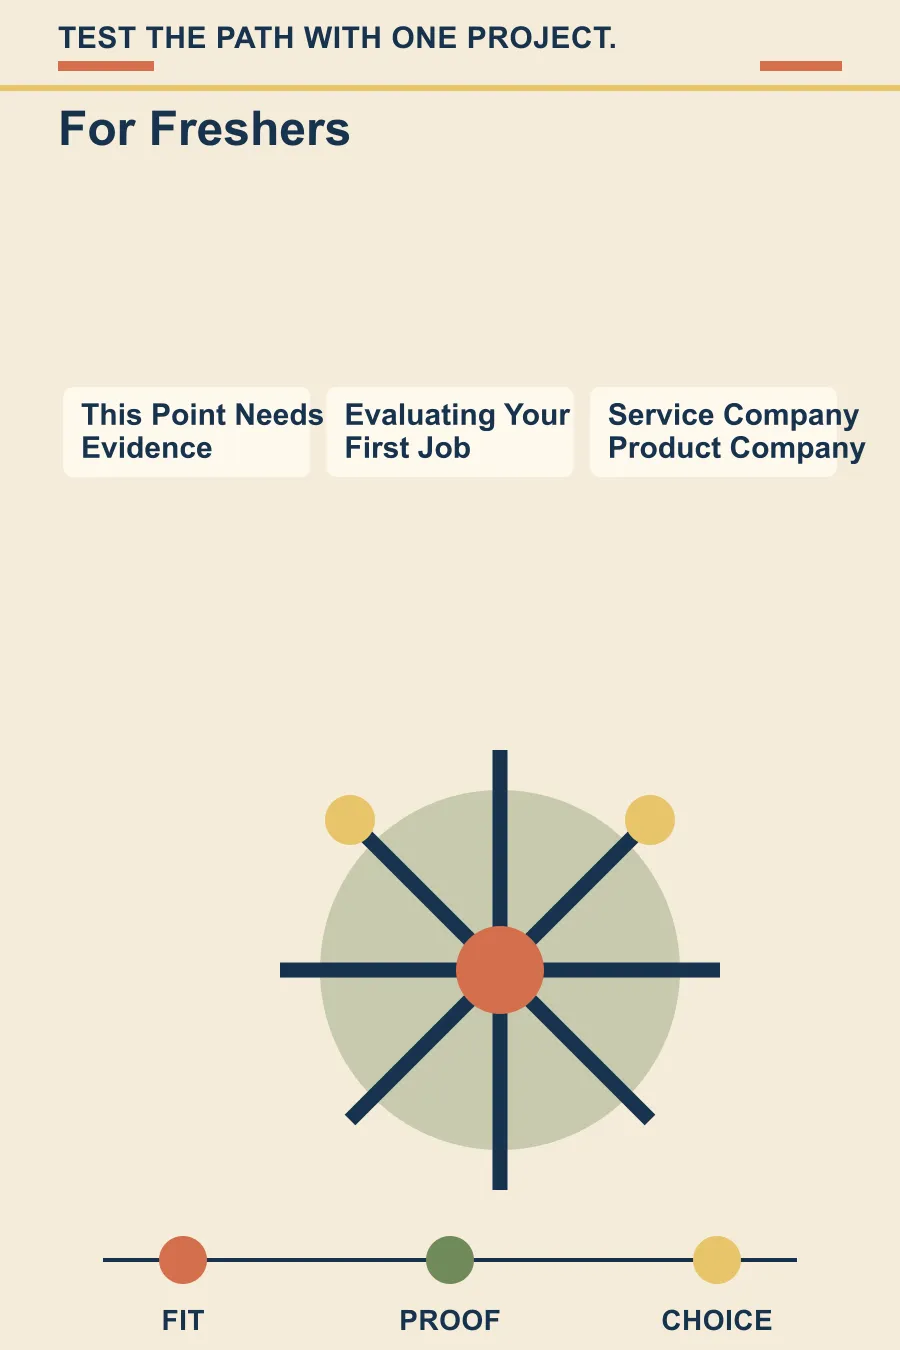 TEST THE PATH WITH ONE PROJECT.
For Freshers
This Point Needs
Evidence
Evaluating Your
First Job
Service Company
Product Company
FIT
PROOF
CHOICE